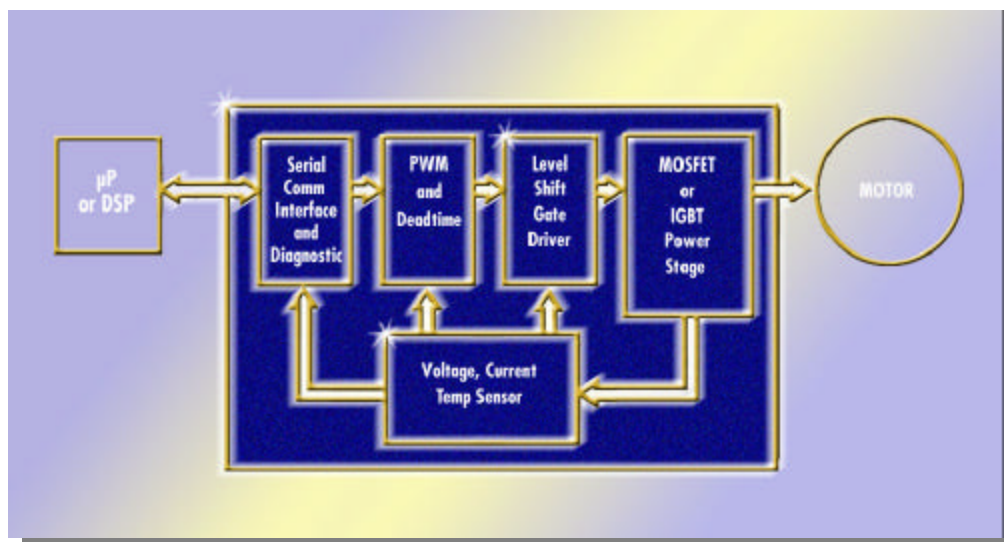 µP
or DSP
Serial
Comm
Interface
and
Diagnostic
PWM
and
Deadtime
Level
Shift
Gate
Driver
MOSFET
or
IGBT
Power
Stage
MOTOR
Voltage, Current
Temp Sensor